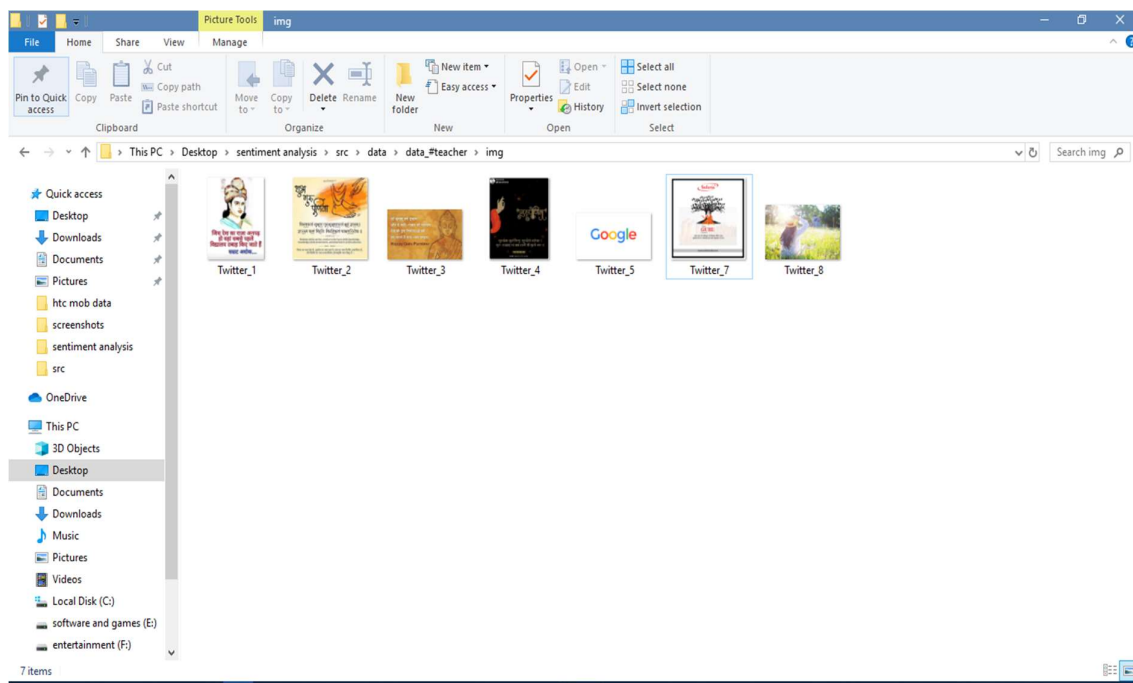 Picture Tools img
File Home Share View Manage
Pin to Quick access
Copy
Paste
Cut
Copy path
Paste shortcut
Clipboard
Move to
Copy to
Delete
Rename
Organize
New folder
New item
Easy access
New
Properties
Open
Edit
History
Open
Select all
Select none
Invert selection
Select
This PC > Desktop > sentiment analysis > src > data > data_#teacher > img
Search img
Quick access
Desktop
Downloads
Documents
Pictures
htc mob data
screenshots
sentiment analysis
src
OneDrive
This PC
3D Objects
Desktop
Documents
Downloads
Music
Pictures
Videos
Local Disk (C:)
software and games (E:)
entertainment (F:)
शुभ
गुरु
पूर्णिमा
Google
Twitter_1 Twitter_2 Twitter_3 Twitter_4 Twitter_5 Twitter_7 Twitter_8
7 items